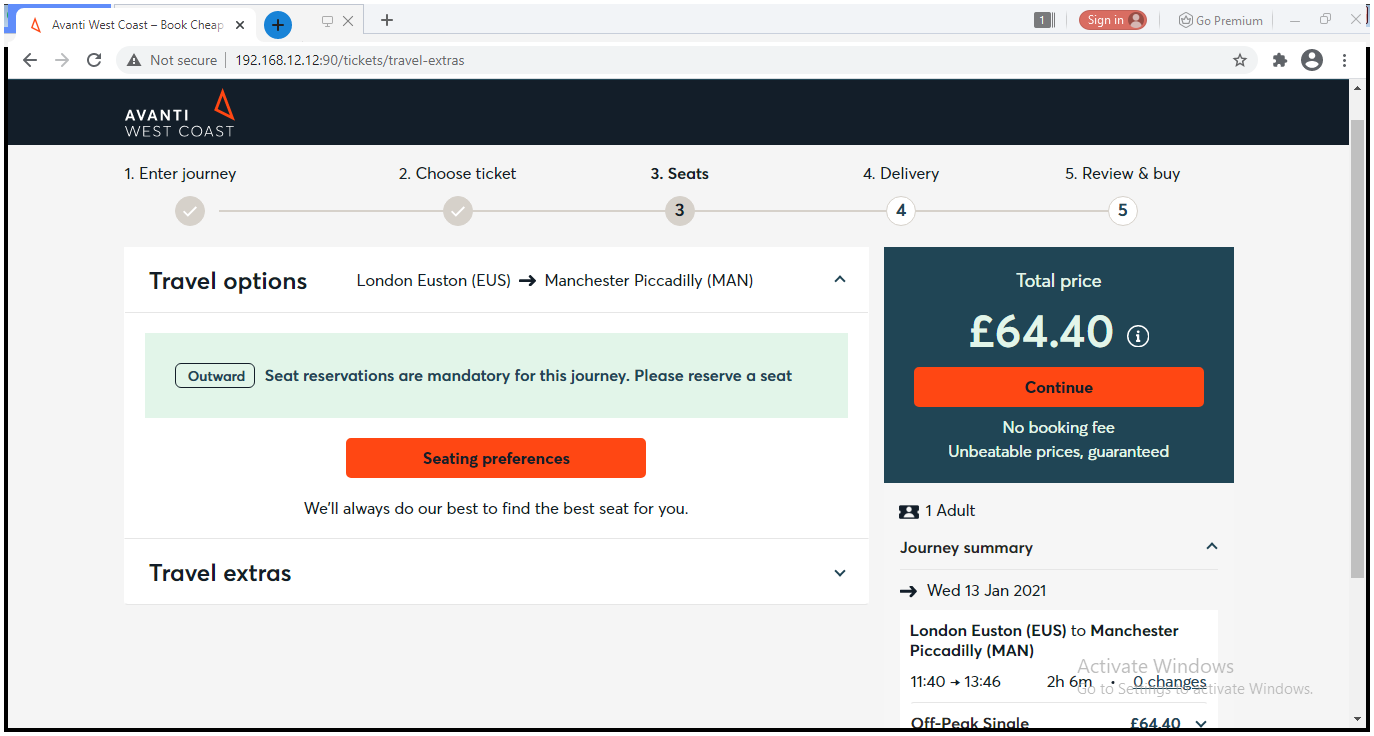 Avanti West Coast – Book Cheap
1
Sign in
Go Premium
Not secure
192.168.12.12:90/tickets/travel-extras
AVANTI
WEST COAST
1. Enter journey
2. Choose ticket
3. Seats
4. Delivery
5. Review & buy
3
4
5
Travel options
London Euston (EUS) → Manchester Piccadilly (MAN)
Outward
Seat reservations are mandatory for this journey. Please reserve a seat
Seating preferences
We'll always do our best to find the best seat for you.
Travel extras
Total price
£64.40
Continue
No booking fee
Unbeatable prices, guaranteed
1 Adult
Journey summary
→ Wed 13 Jan 2021
London Euston (EUS) to Manchester
Piccadilly (MAN)
11:40 → 13:46
2h 6m • 0 changes
Off-Peak Single
£64.40
Activate Windows
Go to Settings to activate Windows.